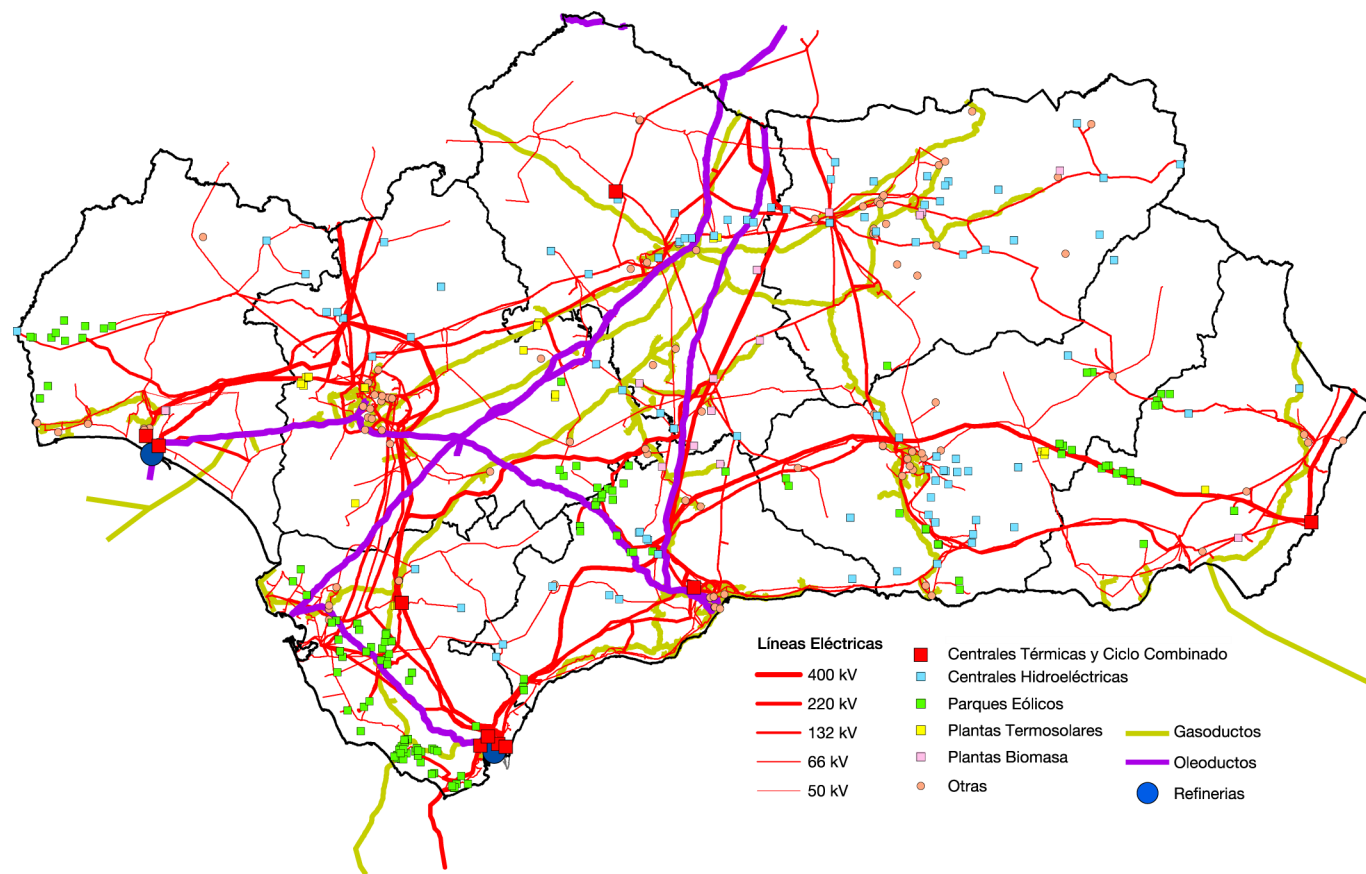 Líneas Eléctricas
400 kV
220 kV
132 kV
66 kV
50 kV
Centrales Térmicas y Ciclo Combinado
Centrales Hidroeléctricas
Parques Eólicos
Plantas Termosolares
Plantas Biomasa
Otras
Gasoductos
Oleoductos
Refinerias